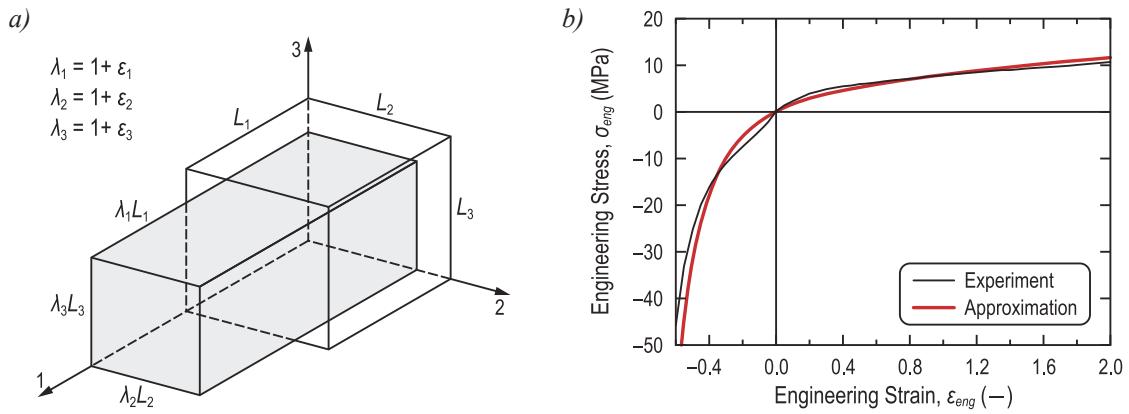 a)
λ1 = 1+ ε1
λ2 = 1+ ε2
λ3 = 1+ ε3
3
L1
L2
λ1L1
L3
λ3L3
2
1
λ2L2
b)
Engineering Stress, σeng (MPa)
20
10
0
–10
–20
–30
–40
–50
Experiment
Approximation
–0.4
0.0
0.4
0.8
1.2
1.6
2.0
Engineering Strain, εeng (—)